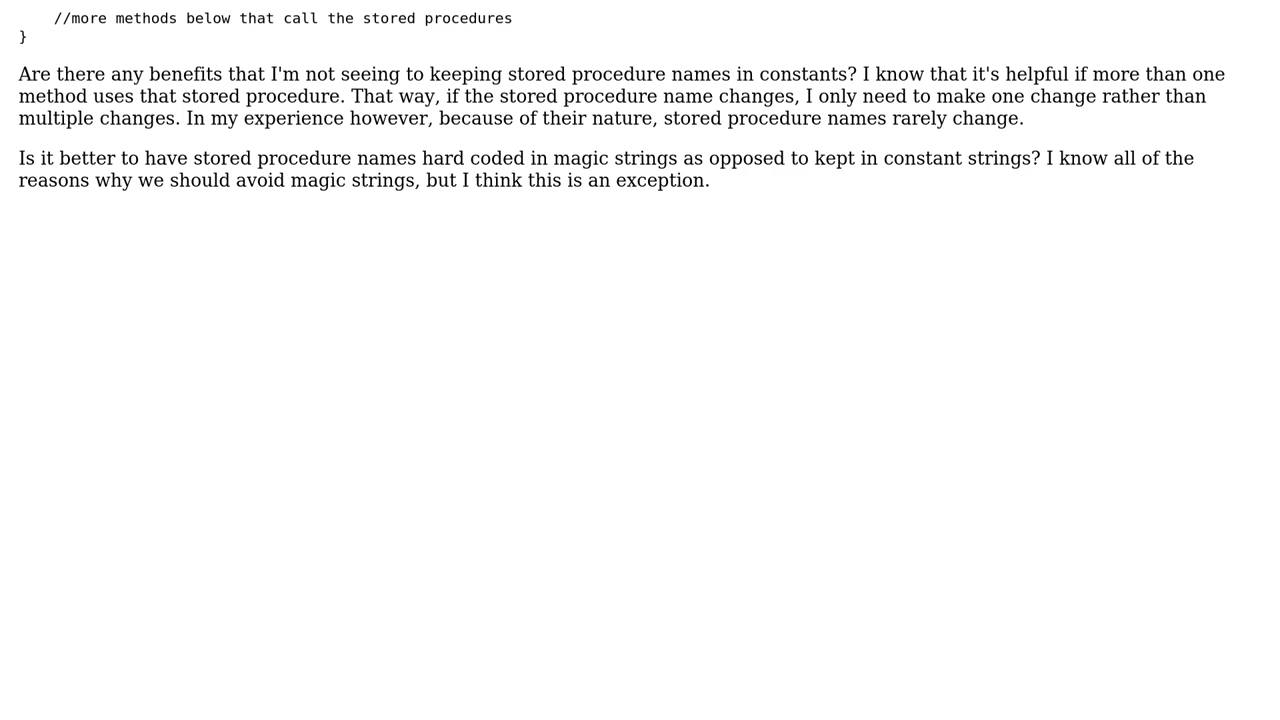 //more methods below that call the stored procedures
}
Are there any benefits that I'm not seeing to keeping stored procedure names in constants? I know that it's helpful if more than one
method uses that stored procedure. That way, if the stored procedure name changes, I only need to make one change rather than
multiple changes. In my experience however, because of their nature, stored procedure names rarely change.
Is it better to have stored procedure names hard coded in magic strings as opposed to kept in constant strings? I know all of the
reasons why we should avoid magic strings, but I think this is an exception.